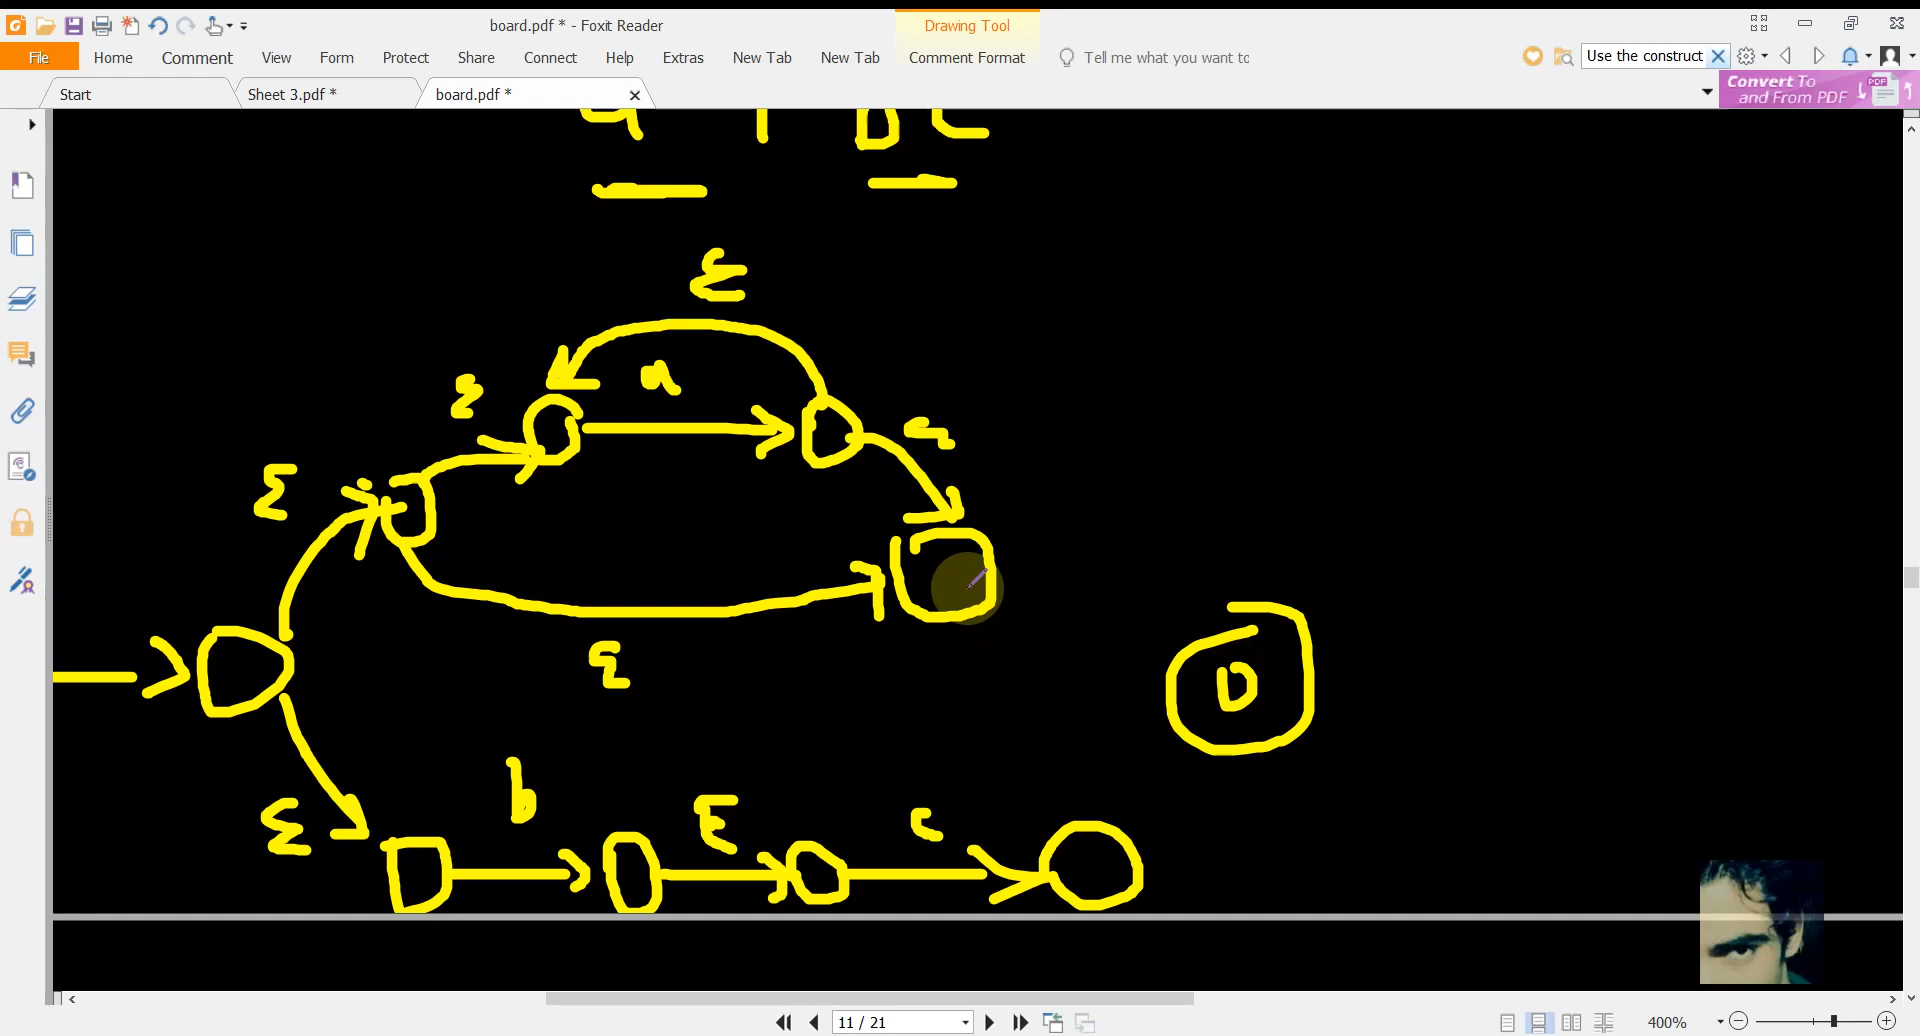 board.pdf * - Foxit Reader
Drawing Tool
File Home Comment View Form Protect Share Connect Help Extras New Tab New Tab Comment Format Tell me what you want to
Use the construct
Start Sheet 3.pdf * board.pdf *
Convert To
and From PDF
PDF
ε
a
ε
ε
ε
ε
D
b
ε
ε
c
11 / 21
400%